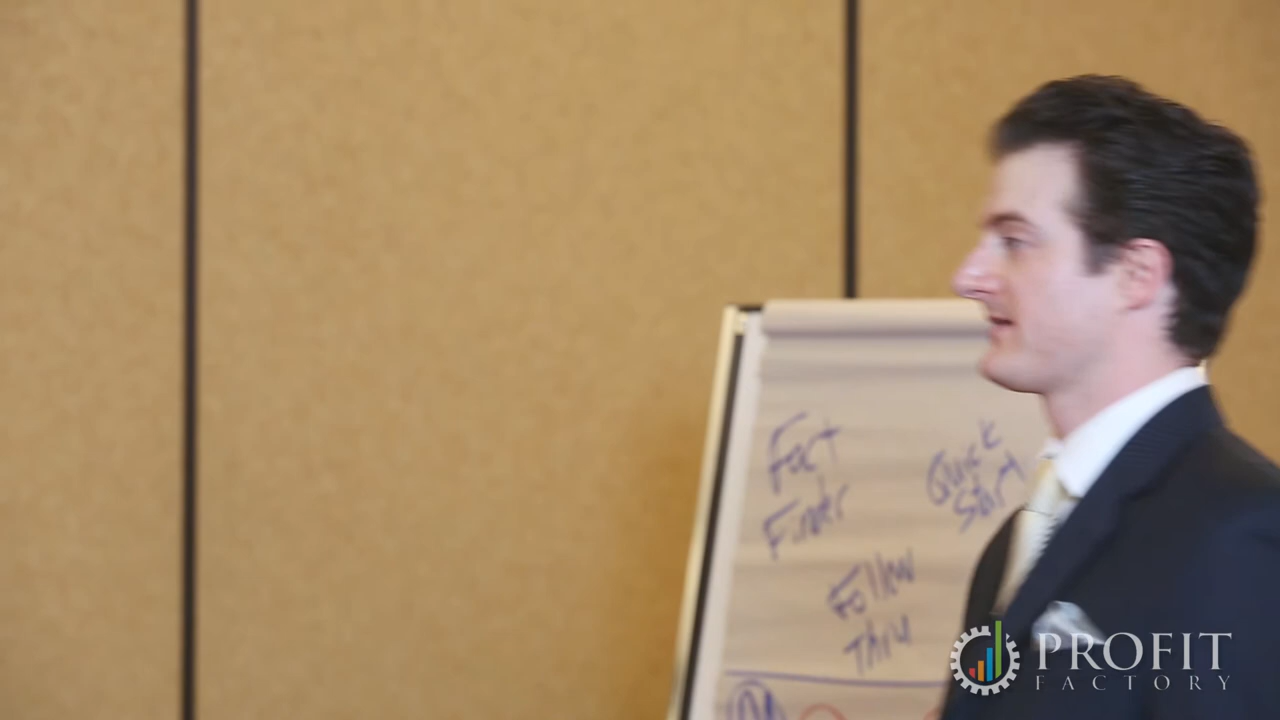 Fact
Finder
Quick
Start
Follow
Thru
PROFIT
FACTORY